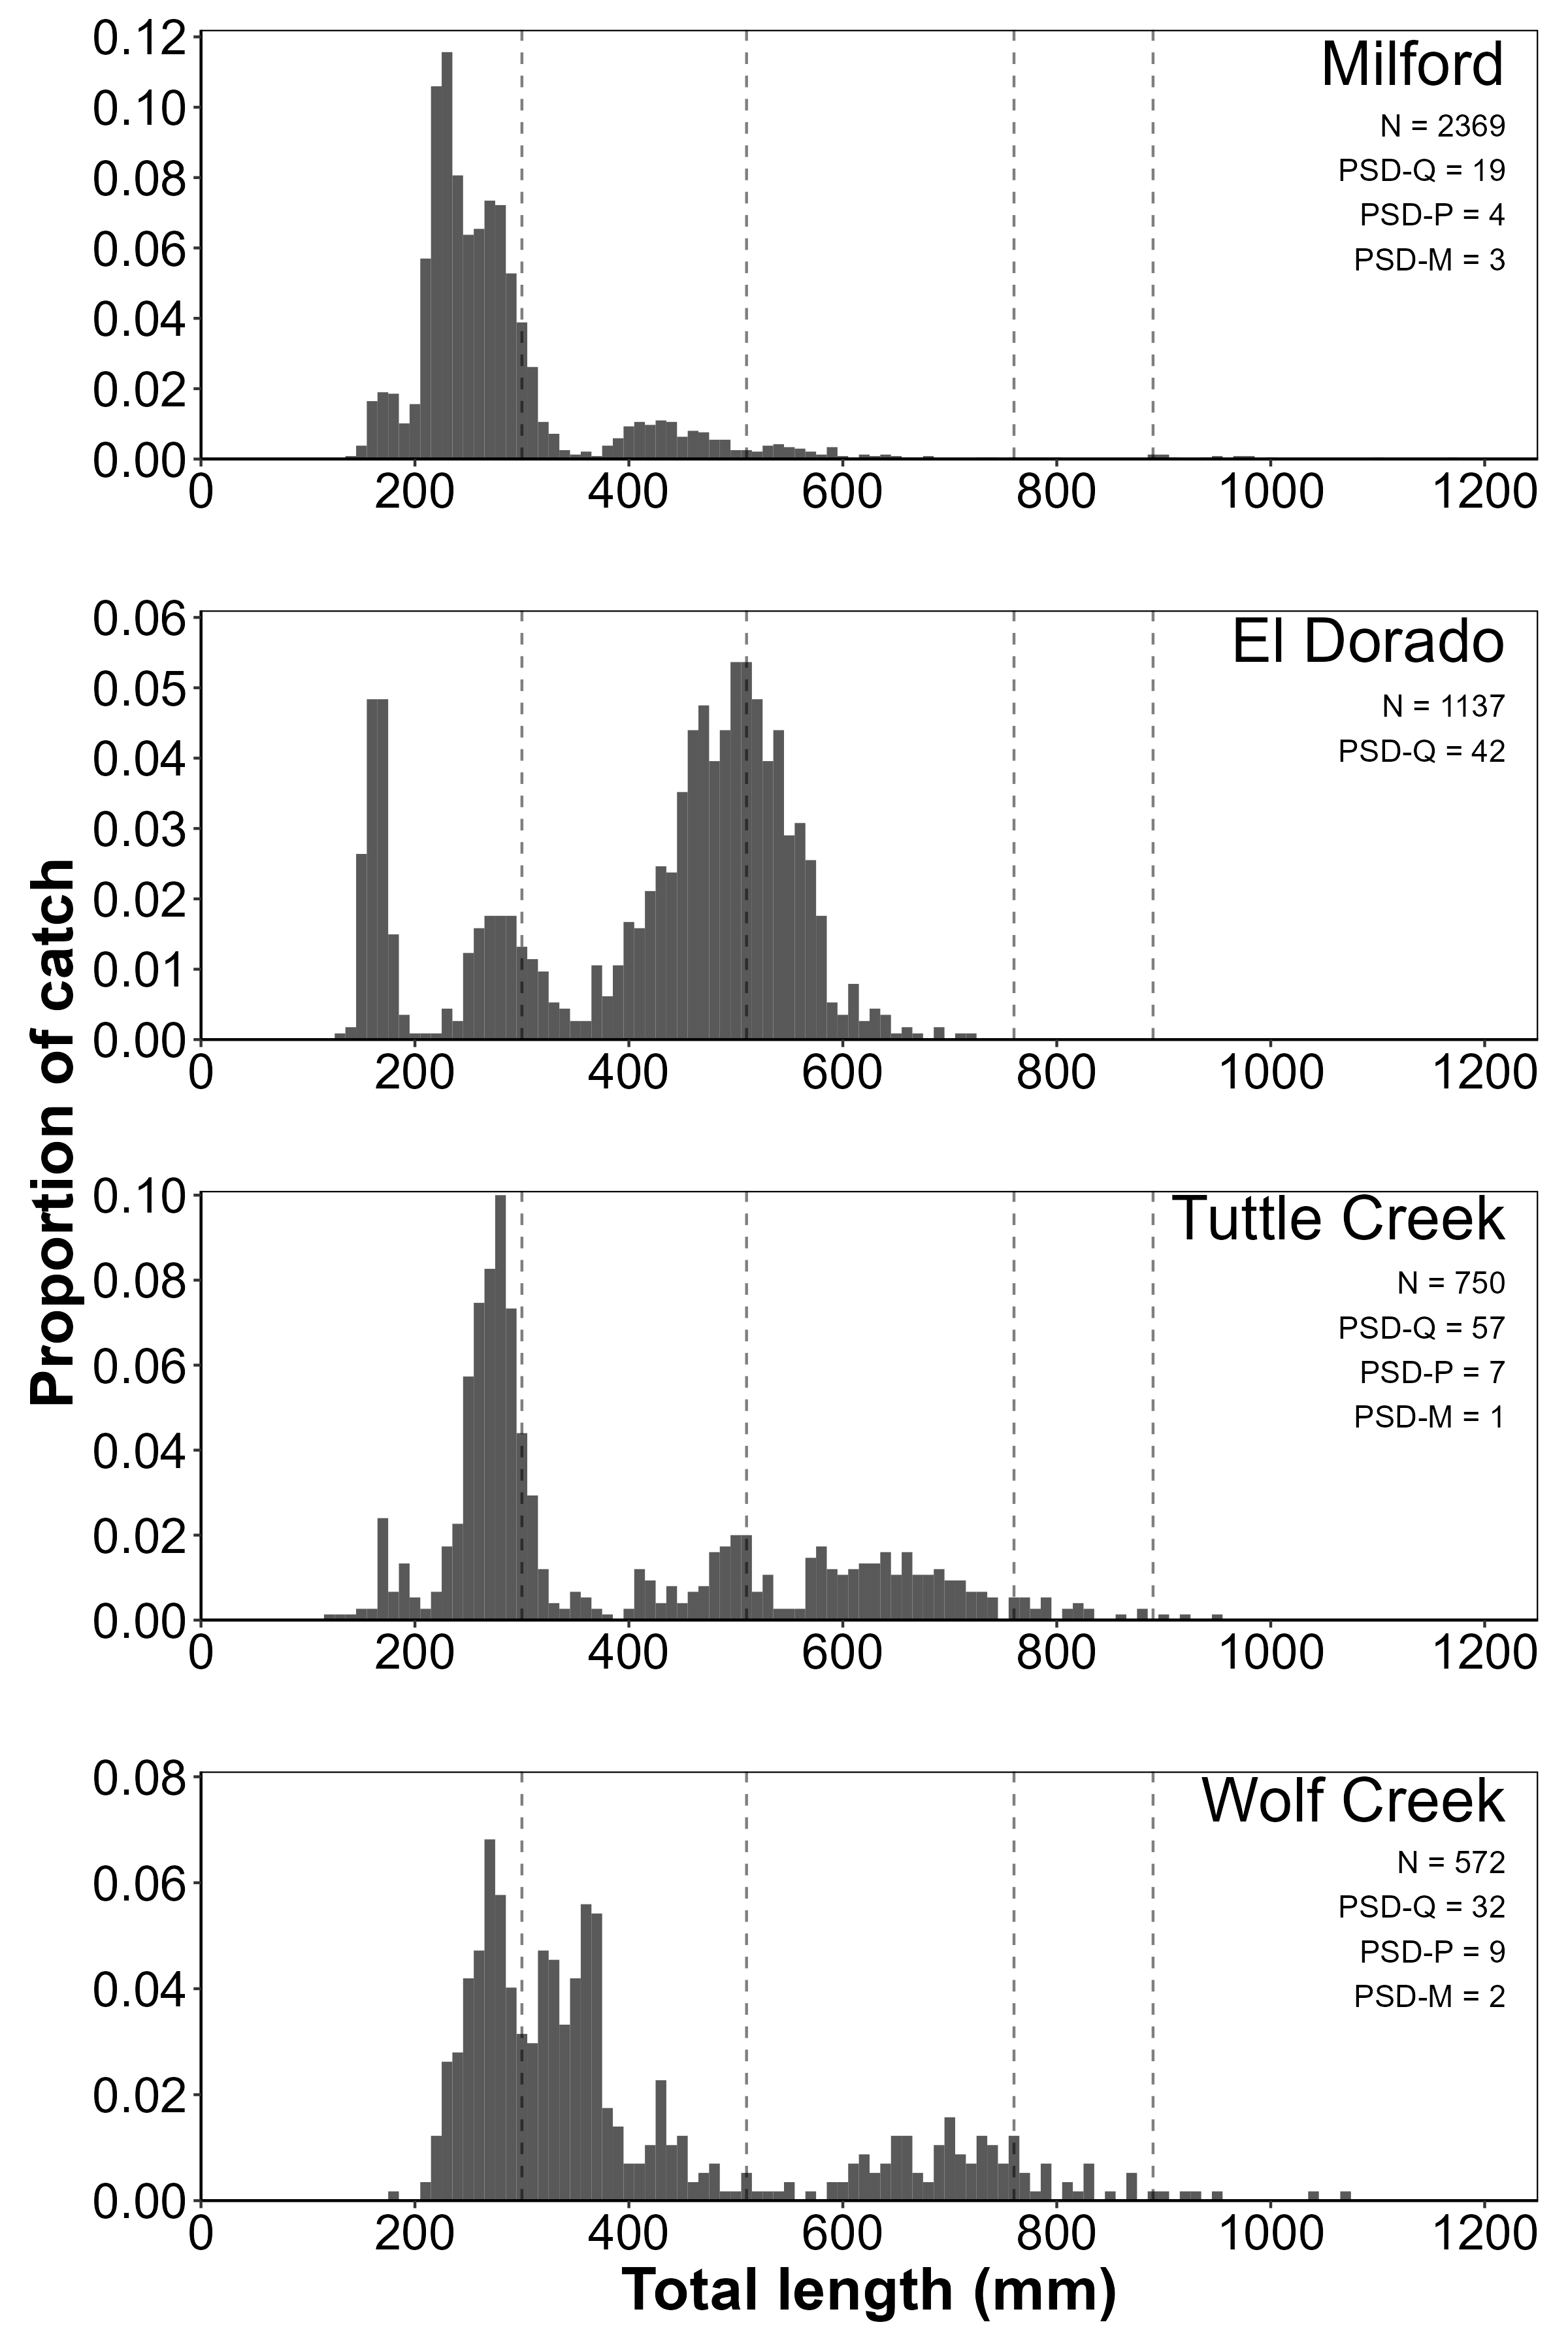 Proportion of catch
0.12
0.10
0.08
0.06
0.04
0.02
0.00
Milford
N = 2369
PSD-Q = 19
PSD-P = 4
PSD-M = 3
0 200 400 600 800 1000 1200
0.06
0.05
0.04
0.03
0.02
0.01
0.00
El Dorado
N = 1137
PSD-Q = 42
0 200 400 600 800 1000 1200
0.10
0.08
0.06
0.04
0.02
0.00
Tuttle Creek
N = 750
PSD-Q = 57
PSD-P = 7
PSD-M = 1
0 200 400 600 800 1000 1200
0.08
0.06
0.04
0.02
0.00
Wolf Creek
N = 572
PSD-Q = 32
PSD-P = 9
PSD-M = 2
0 200 400 600 800 1000 1200
Total length (mm)